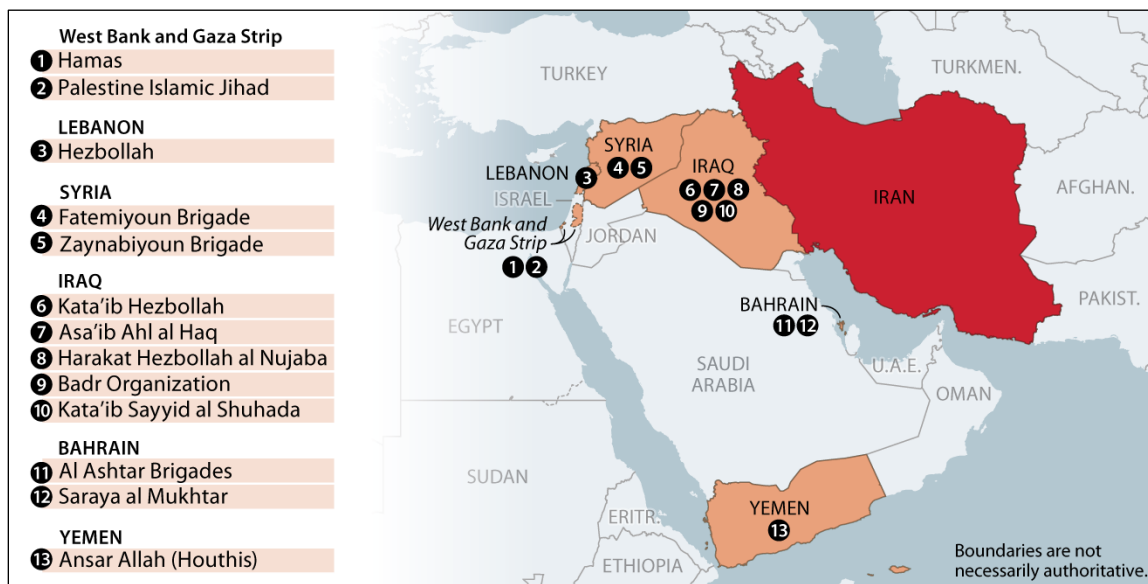 West Bank and Gaza Strip
1 Hamas
2 Palestine Islamic Jihad
LEBANON
3 Hezbollah
SYRIA
4 Fatemiyoun Brigade
5 Zaynabiyoun Brigade
IRAQ
6 Kata’ib Hezbollah
7 Asa’ib Ahl al Haq
8 Harakat Hezbollah al Nujaba
9 Badr Organization
10 Kata’ib Sayyid al Shuhada
BAHRAIN
11 Al Ashtar Brigades
12 Saraya al Mukhtar
YEMEN
13 Ansar Allah (Houthis)
TURKEY
TURKMEN.
SYRIA
4 5
LEBANON 3
IRAQ
6 7 8
9 10
IRAN
AFGHAN.
ISRAEL
West Bank and
Gaza Strip
1 2
JORDAN
PAKIST.
BAHRAIN
11 12
EGYPT
SAUDI
ARABIA
U.A.E.
OMAN
SUDAN
YEMEN
13
ERITR.
ETHIOPIA
Boundaries are not
necessarily authoritative.